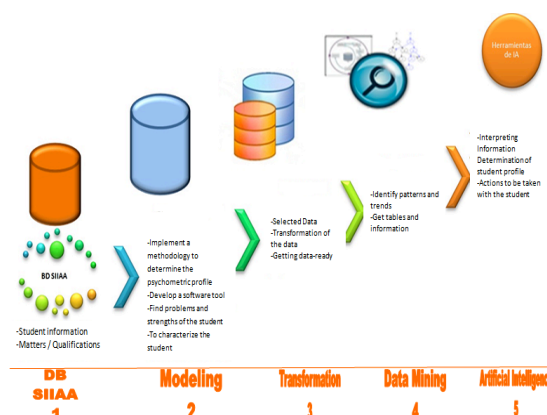 Herramientas
de IA
-Interpreting
Information
Determination of
student profile
-Actions to be taken
with the student
-Identify patterns and
trends
-Get tables and
information
-Selected Data
-Transformation of
the data
-Getting data-ready
-Implement a
methodology to
determine the
psychometric profile
-Develop a software tool
-Find problems and
strengths of the student
-To characterize the
student
BD SIIAA
-Student information
-Matters / Qualifications
DB
SIIAA
1
Modeling
2
Transformation
3
Data Mining
4
Artificial Intelligenc
5